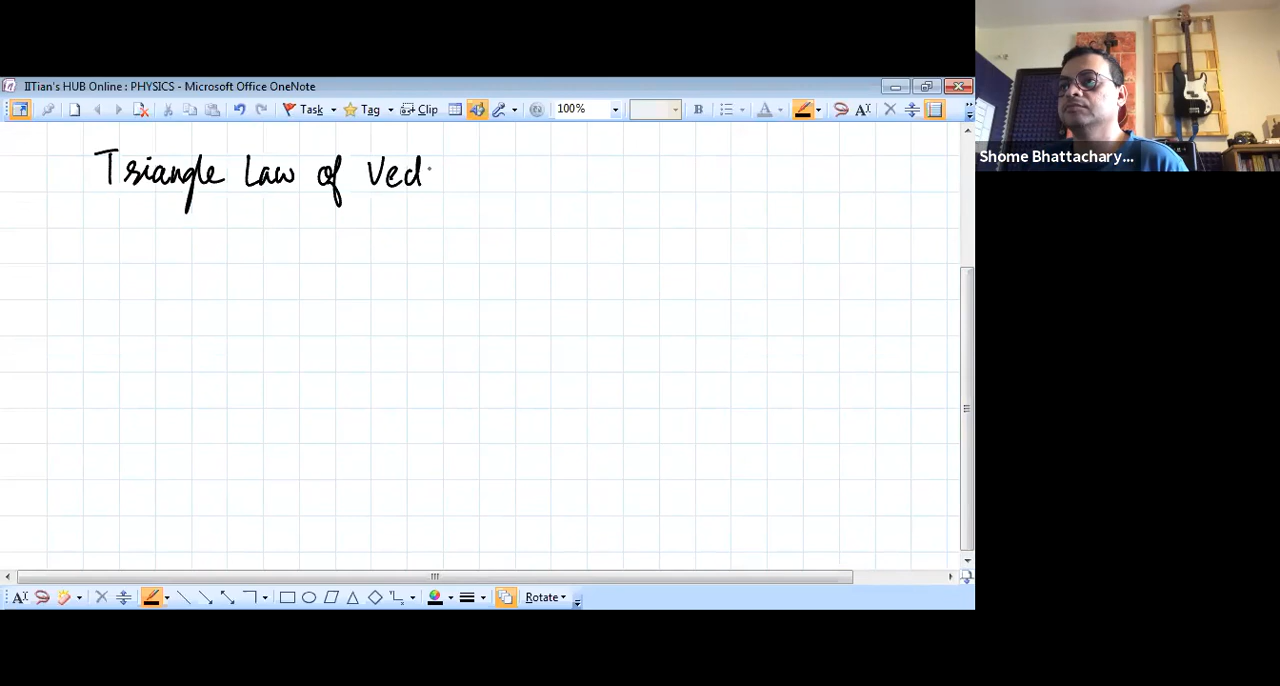 IITian's HUB Online : PHYSICS - Microsoft Office OneNote
Task Tag Clip 100% B A A
Triangle Law of Vect
Shome Bhattachary...
A Rotate